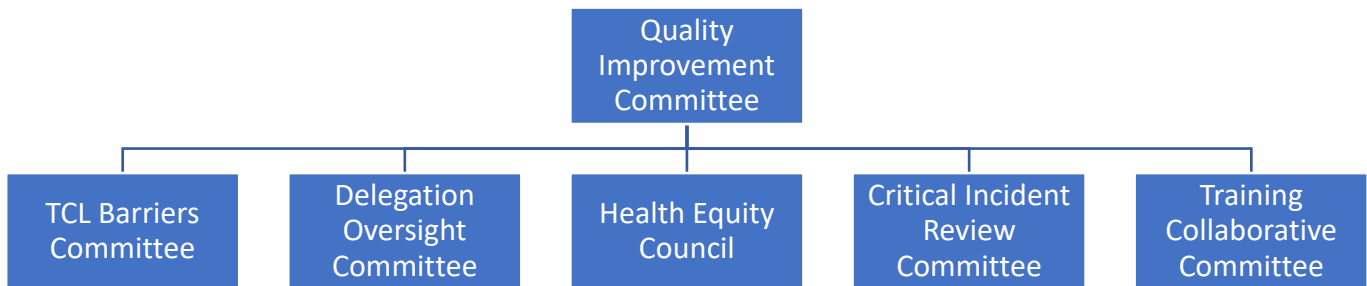 Quality
Improvement
Committee
TCL Barriers
Committee
Delegation
Oversight
Committee
Health Equity
Council
Critical Incident
Review
Committee
Training
Collaborative
Committee